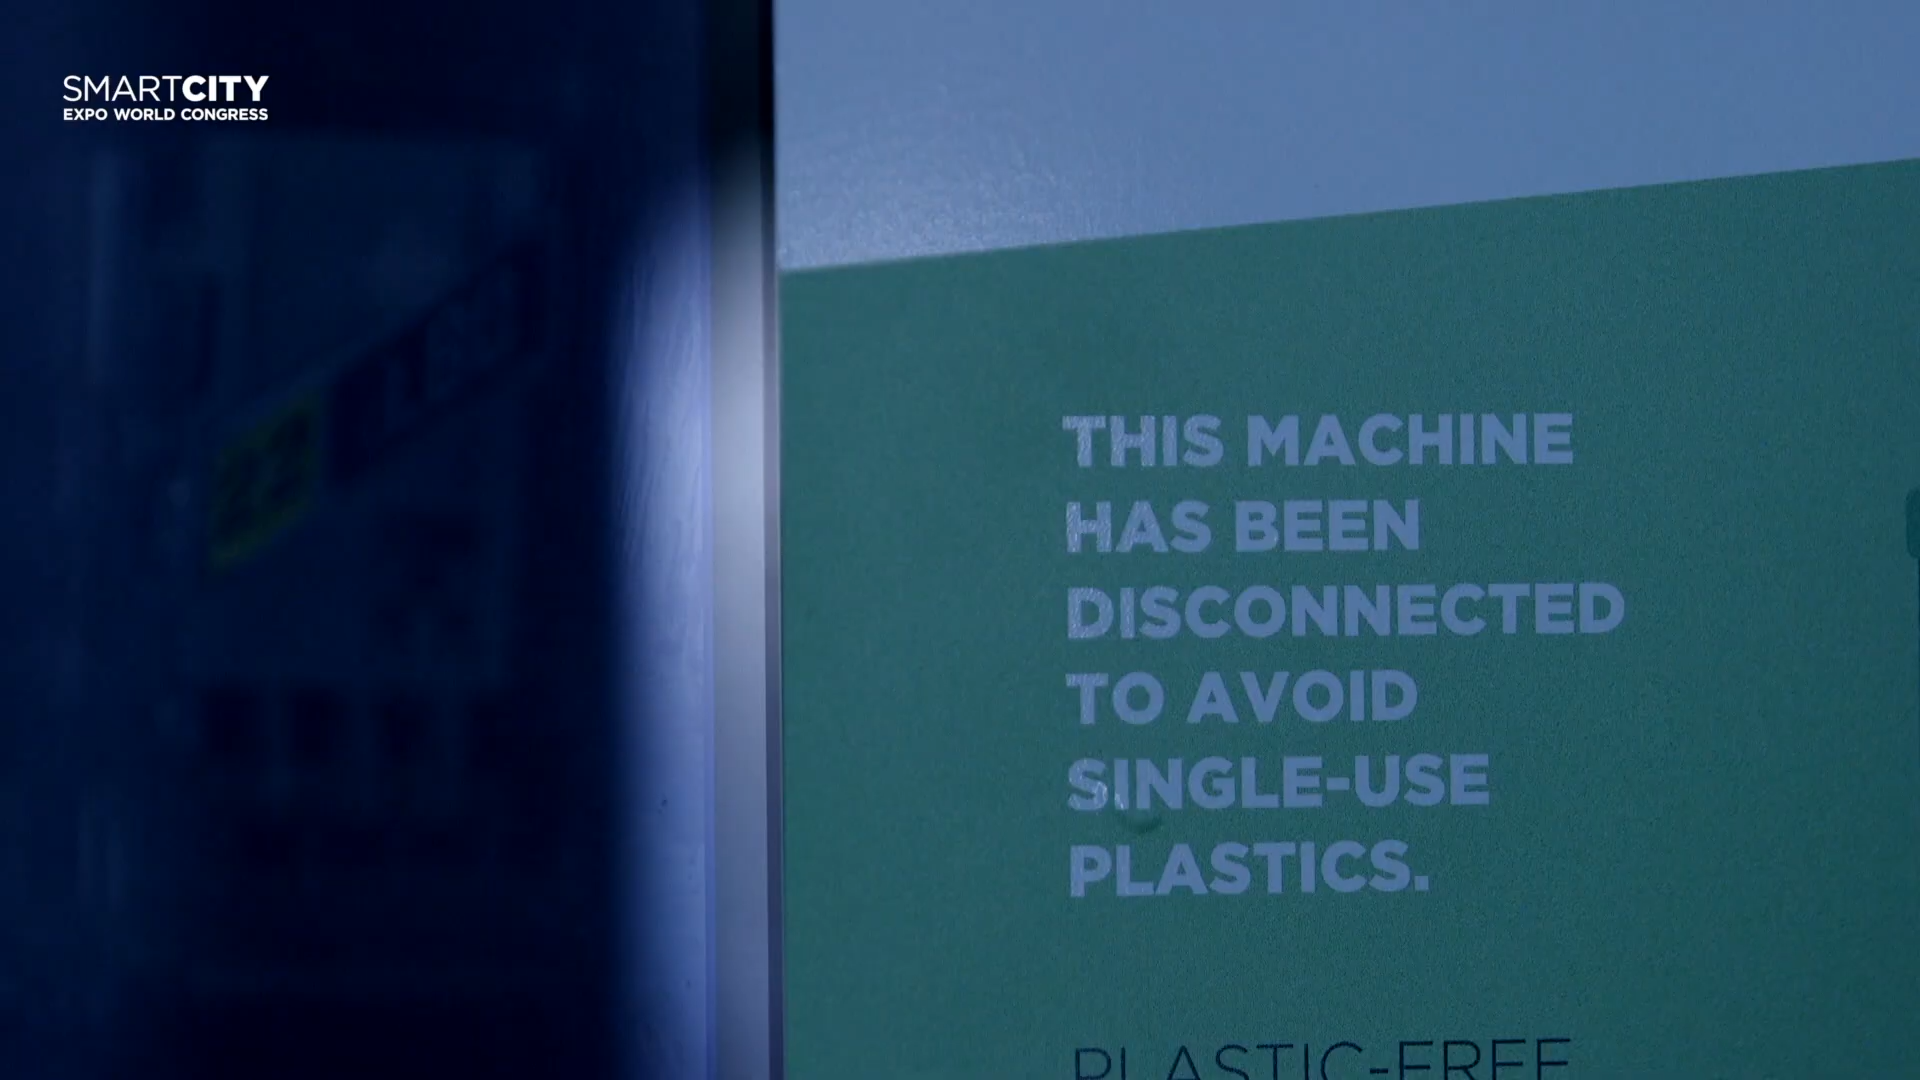 SMARTCITY
EXPO WORLD CONGRESS
THIS MACHINE
HAS BEEN
DISCONNECTED
TO AVOID
SINGLE-USE
PLASTICS.
PLASTIC-FREE